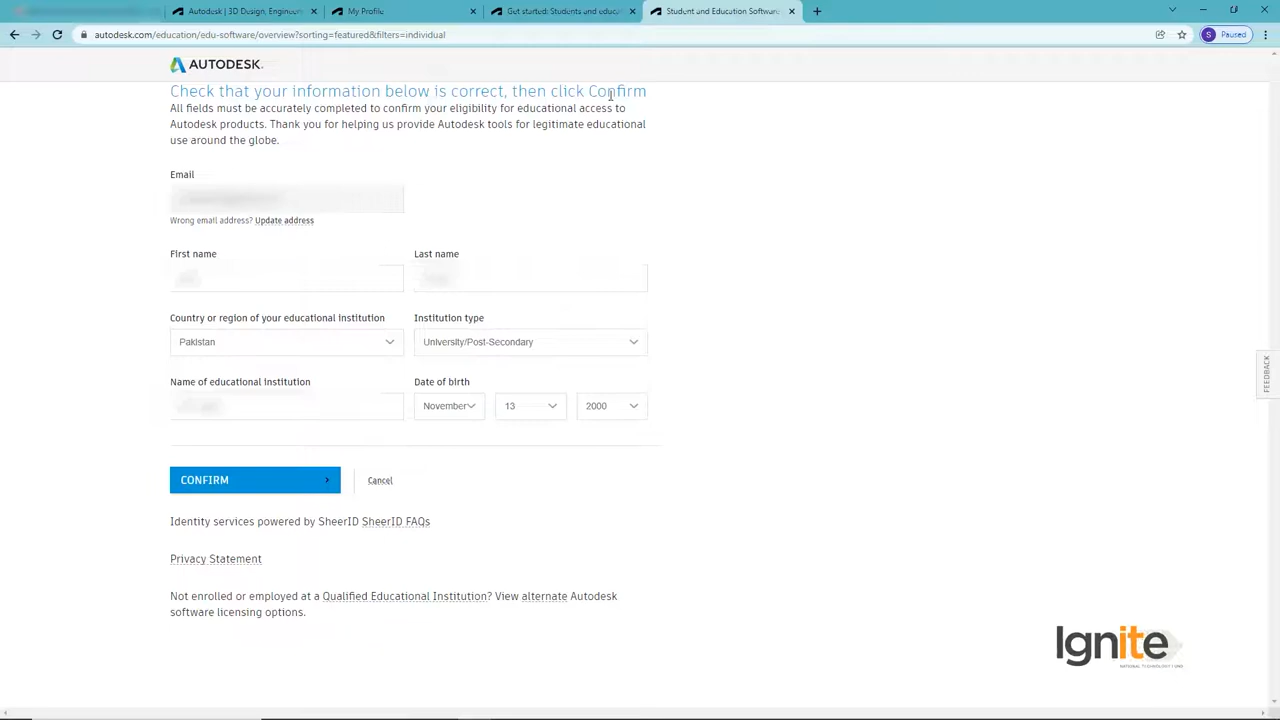 Autodesk | 3D Design, Engineer
My Profile
Get started: Students and educat
Student and Education Software
autodesk.com/education/edu-software/overview?sorting=featured&filters=individual
S Paused
AUTODESK.
Check that your information below is correct, then click Confirm
All fields must be accurately completed to confirm your eligibility for educational access to
Autodesk products. Thank you for helping us provide Autodesk tools for legitimate educational
use around the globe.
Email
Wrong email address? Update address
First name Last name
Country or region of your educational institution Institution type
Pakistan University/Post-Secondary
FEEDBACK
Name of educational institution Date of birth
November 13 2000
CONFIRM Cancel
Identity services powered by SheerID SheerID FAQs
Privacy Statement
Not enrolled or employed at a Qualified Educational Institution? View alternate Autodesk
software licensing options.
Ignite
NATIONAL TECHNOLOGY FUND